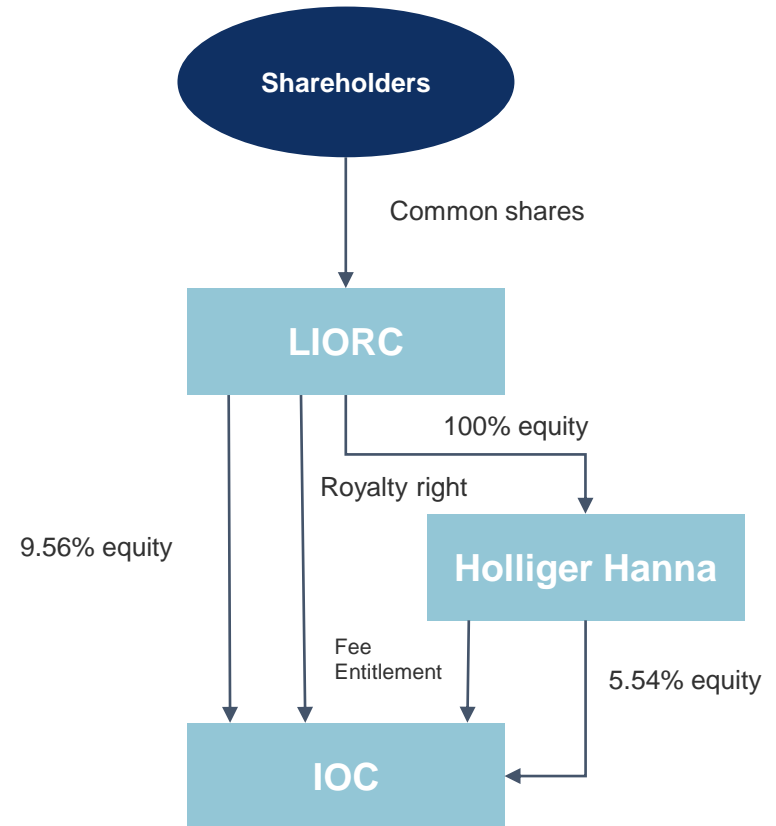 Shareholders
Common shares
LIORC
100% equity
Royalty right
9.56% equity
Holliger Hanna
Fee
Entitlement
5.54% equity
IOC